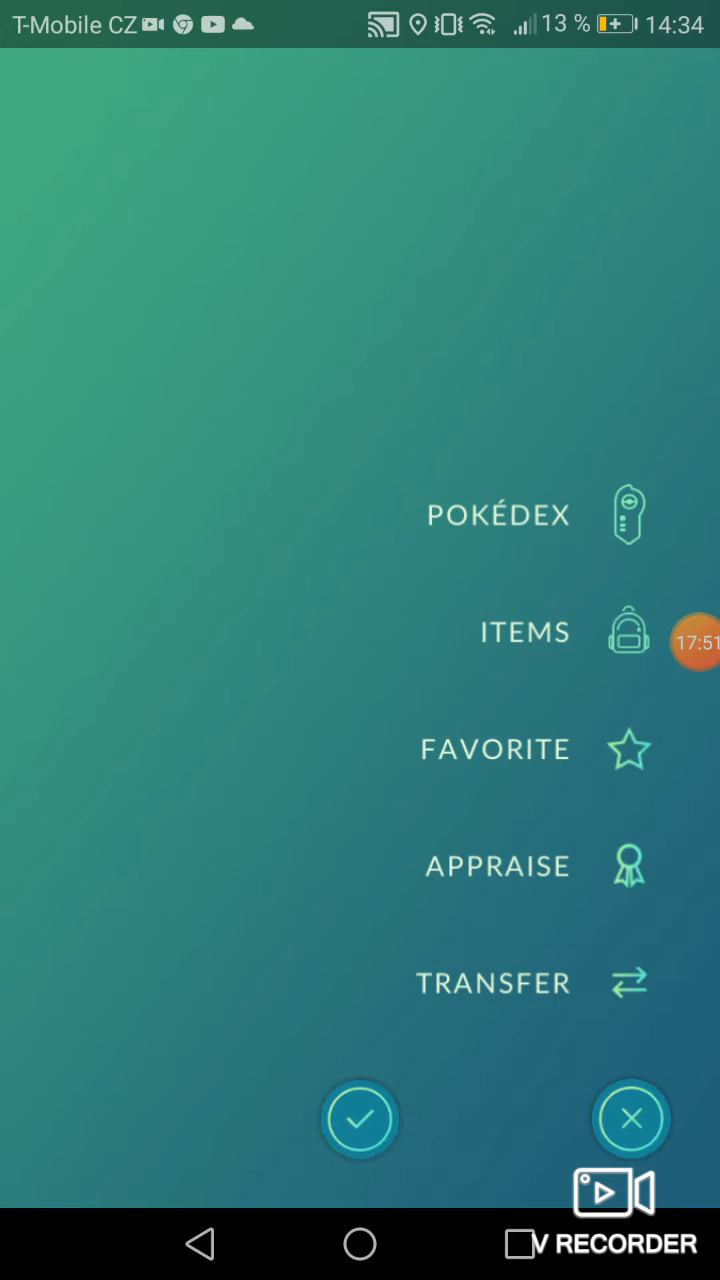 T-Mobile CZ 13 % 14:34
POKÉDEX
ITEMS
17:51
FAVORITE
APPRAISE
TRANSFER
V RECORDER